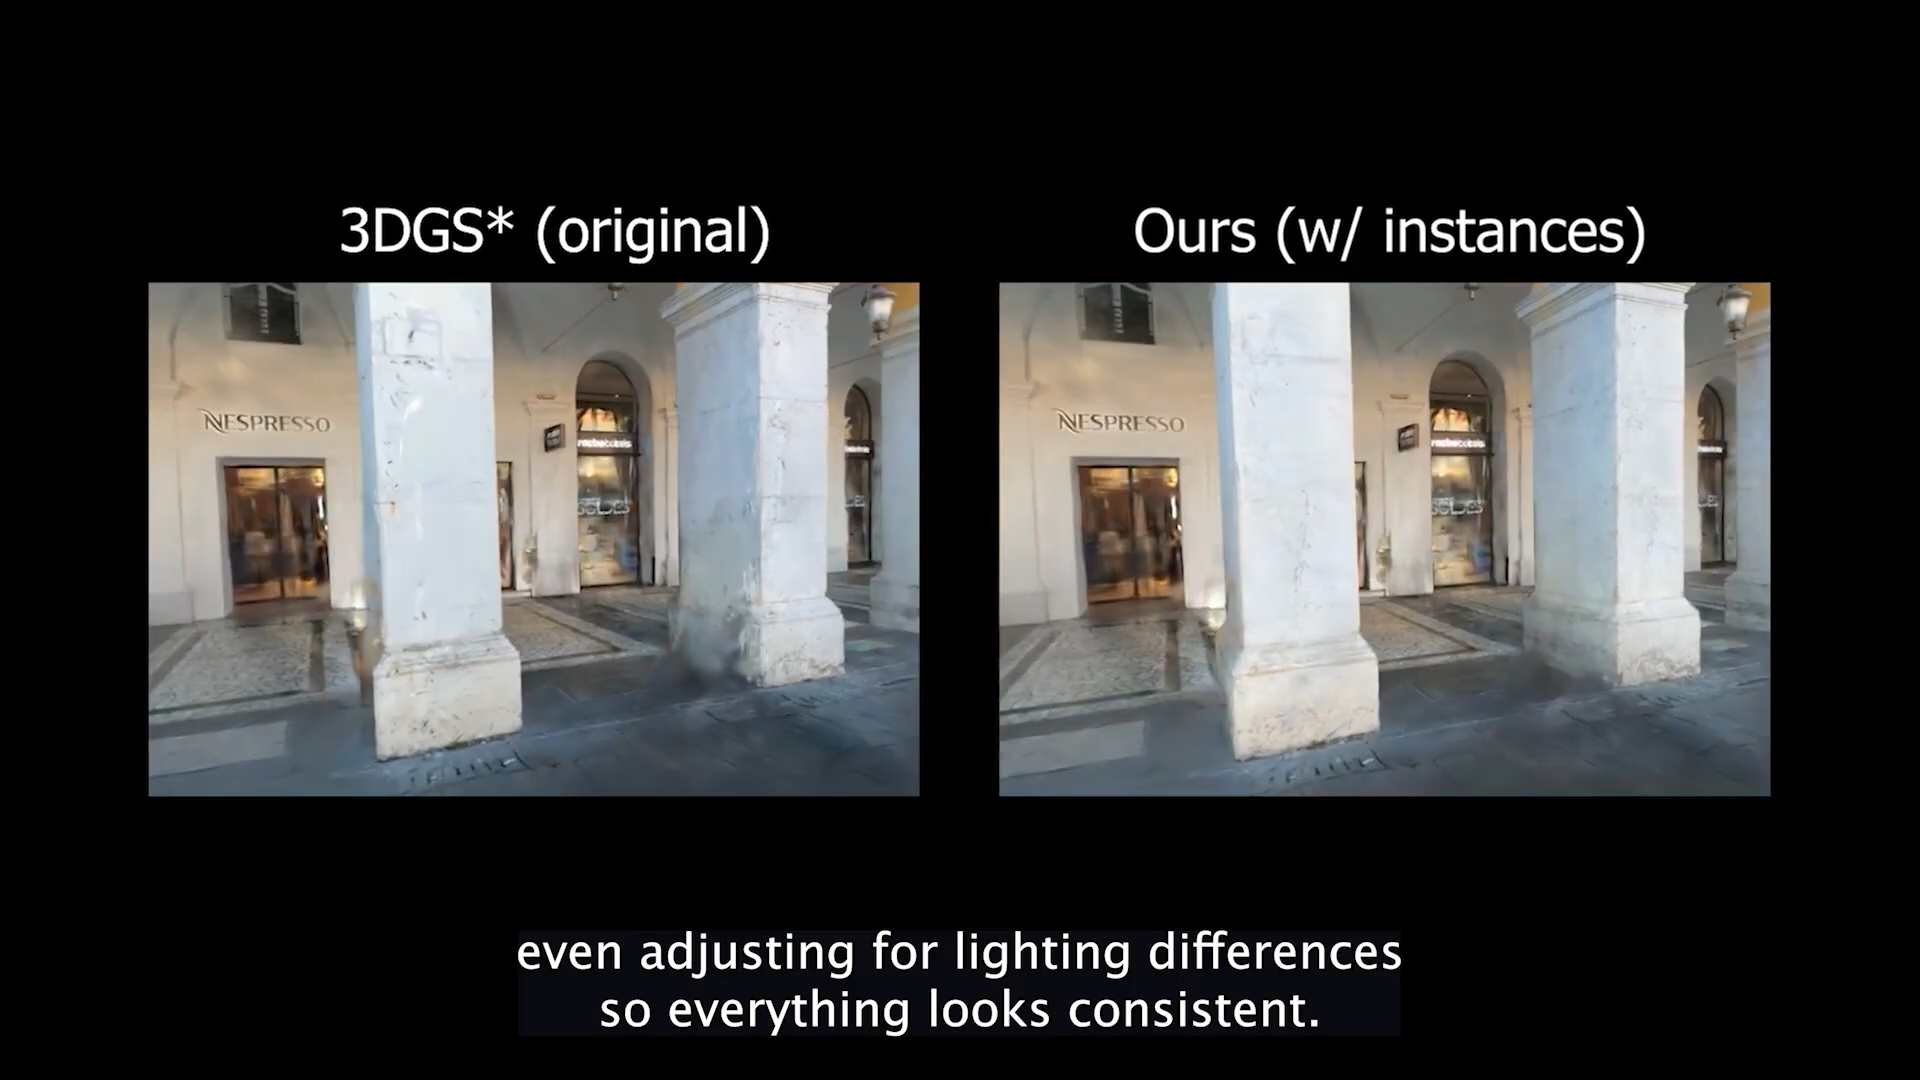 3DGS* (original)
Ours (w/ instances)
NESPRESSO
NESPRESSO
even adjusting for lighting differences
so everything looks consistent.